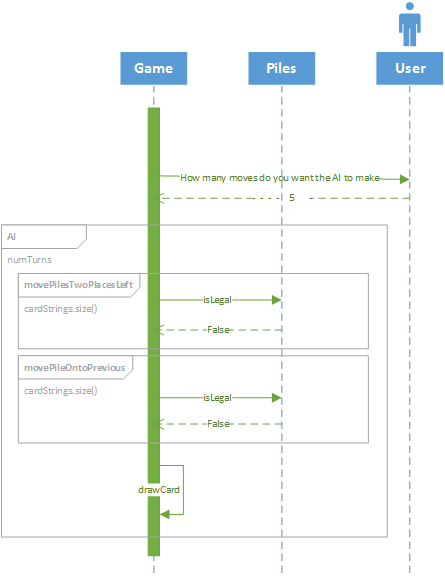 Game
Piles
User
How many moves do you want the AI to make
5
AI
numTurns
movePilesTwoPlacesLeft
cardStrings.size()
isLegal
False
movePileOntoPrevious
cardStrings.size()
isLegal
False
drawCard